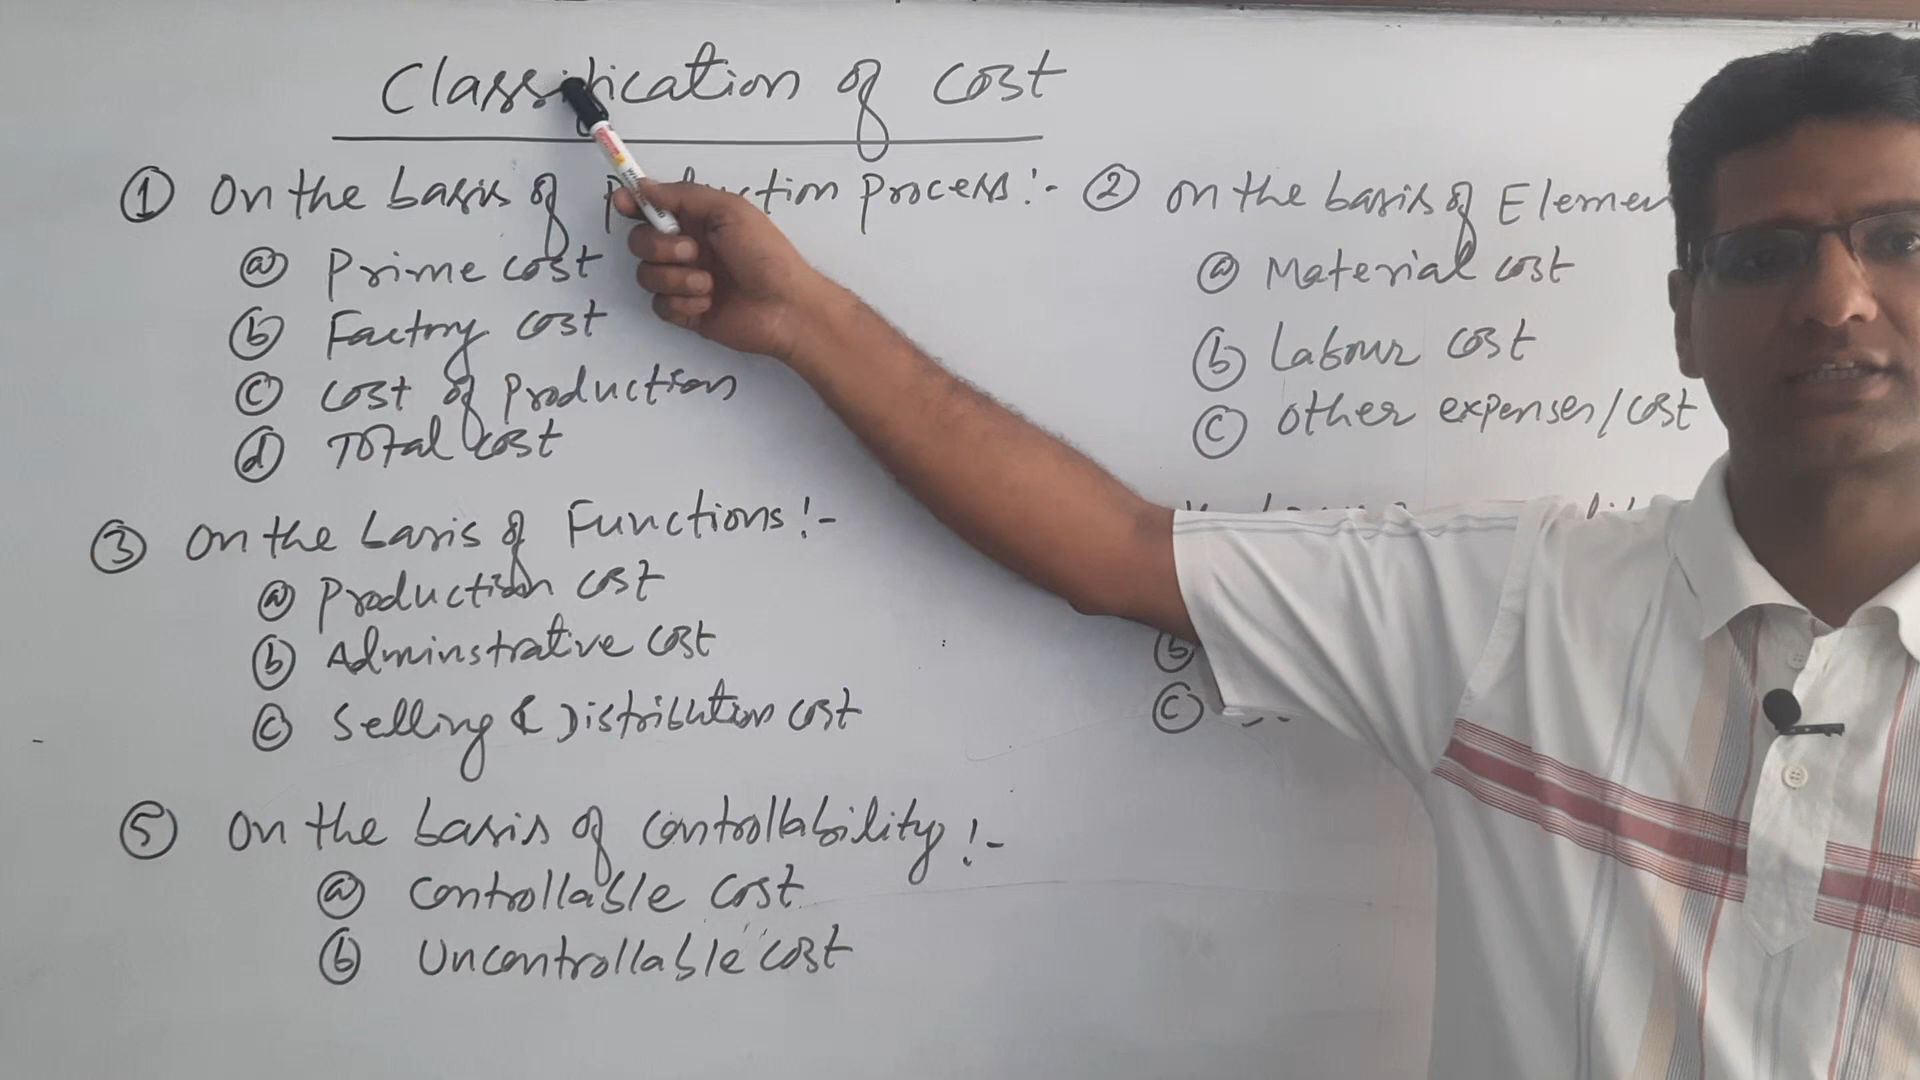 Classification of cost
① On the basis of production process:-
ⓐ Prime cost
ⓑ Factory cost
ⓒ cost of production
ⓓ Total cost
② on the basis of Elemen
ⓐ Material cost
ⓑ Labour cost
ⓒ other expenses/cost
③ on the basis of Functions:-
ⓐ production cost
ⓑ Adminstrative cost
ⓒ Selling & Distribution cost
ⓑ
ⓒ
⑤ on the basis of controllability:-
ⓐ controllable cost
ⓑ Uncontrollable cost